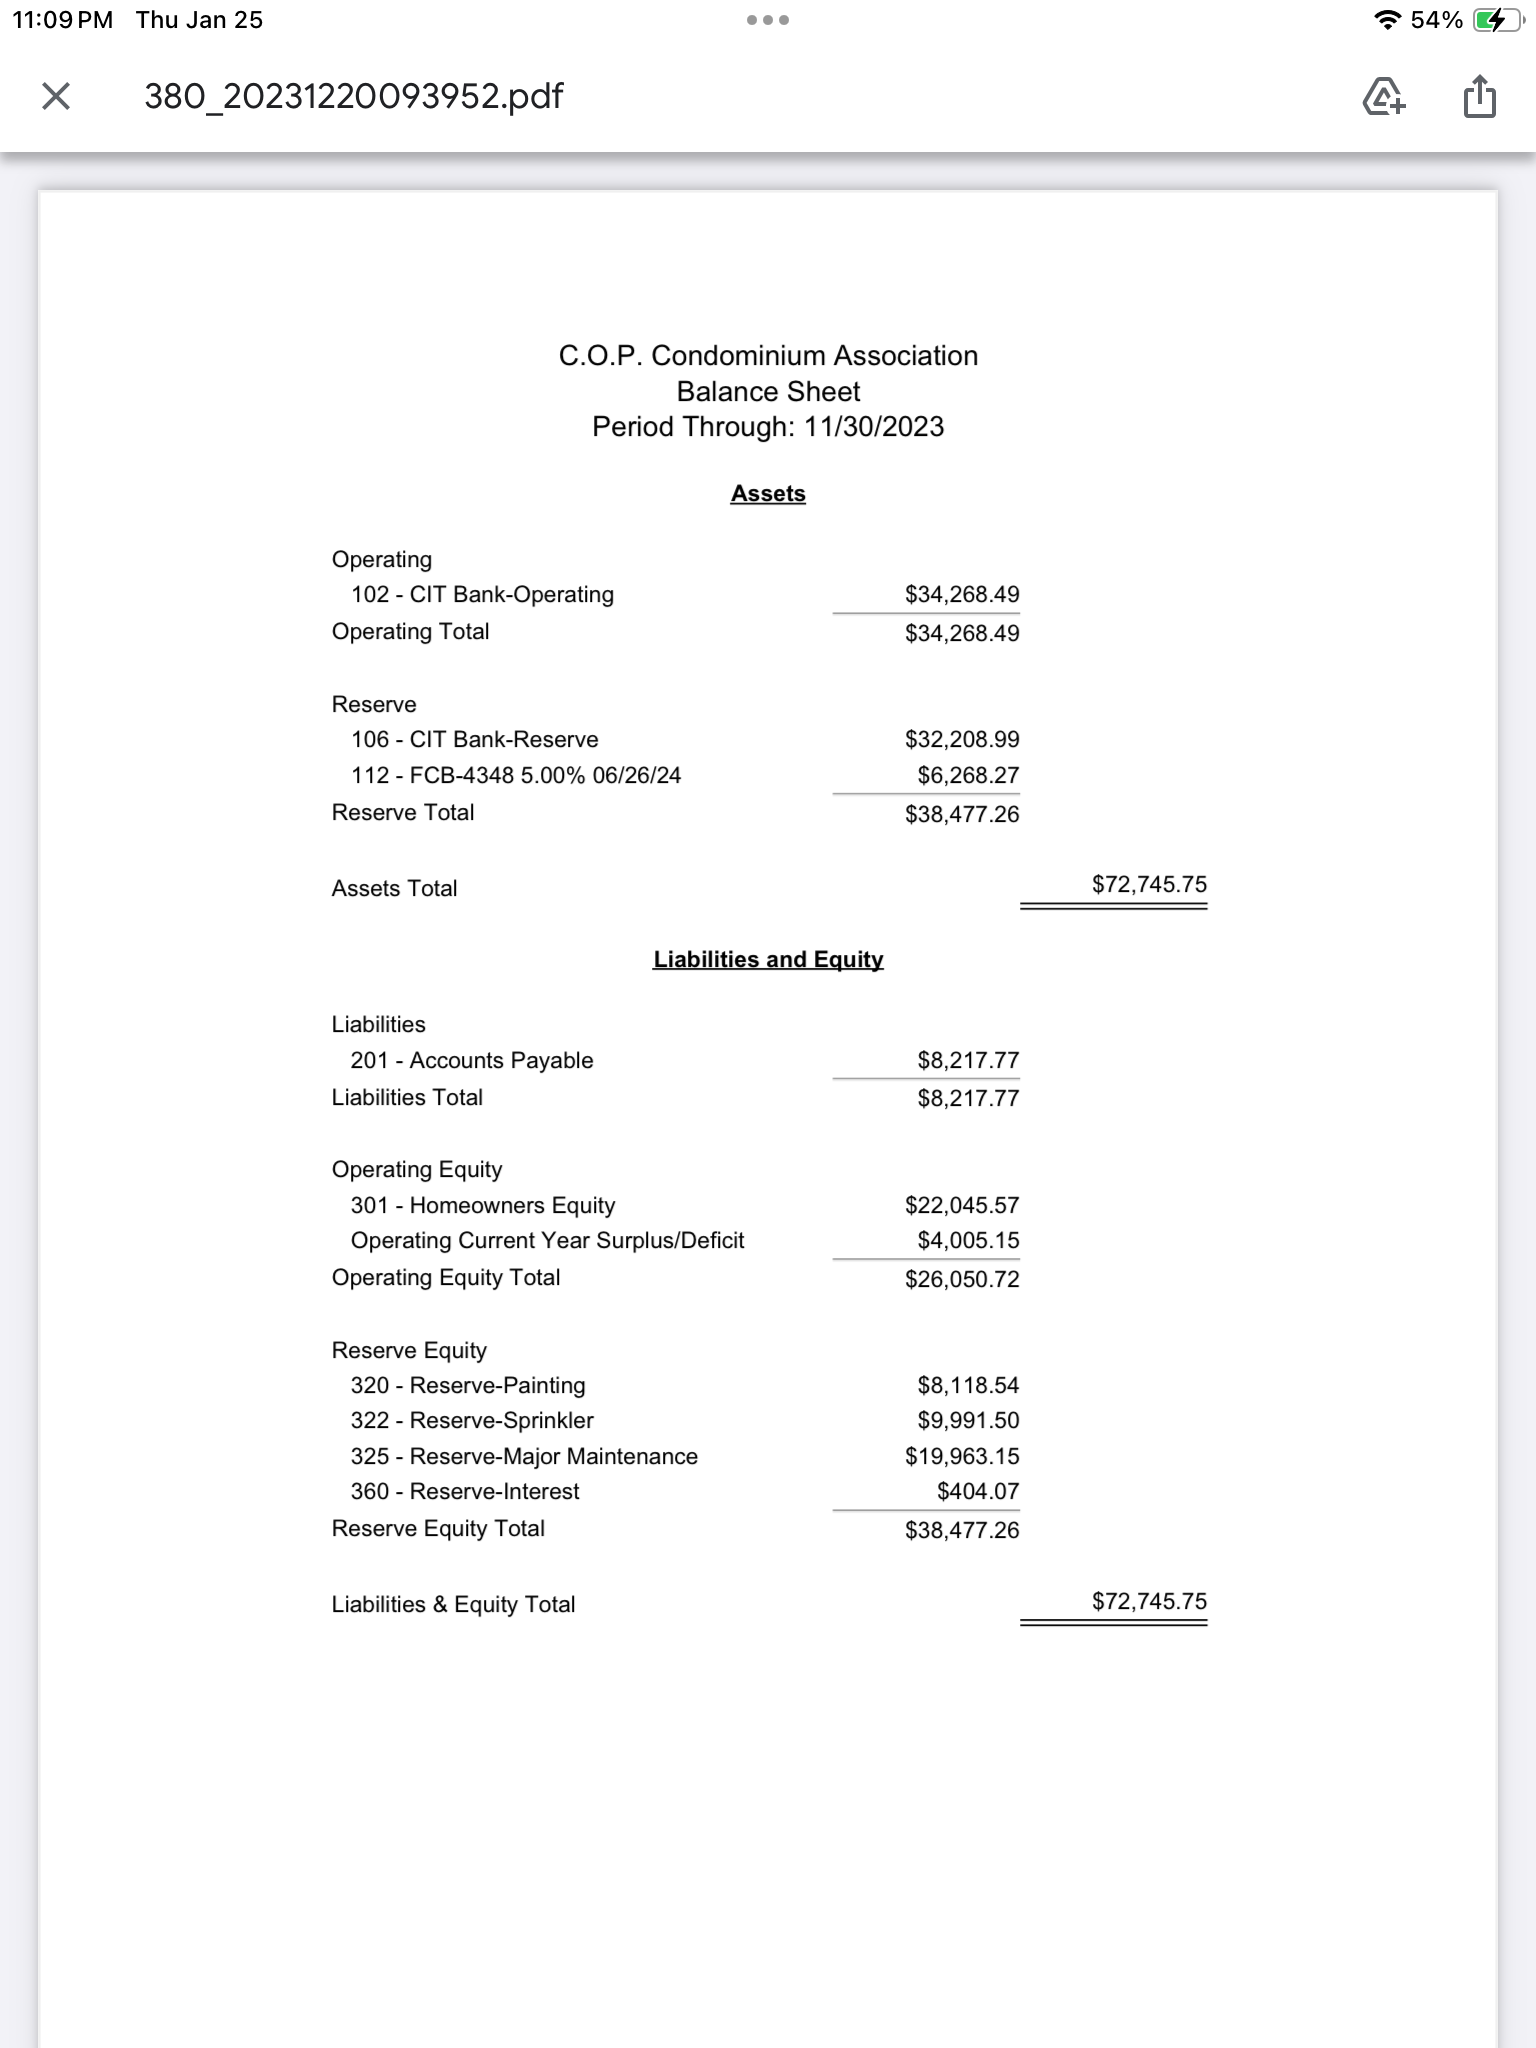 11:09 PM Thu Jan 25
54%
380_20231220093952.pdf
C.O.P. Condominium Association
Balance Sheet
Period Through: 11/30/2023
Assets
Operating
102 - CIT Bank-Operating $34,268.49
Operating Total $34,268.49
Reserve
106 - CIT Bank-Reserve $32,208.99
112 - FCB-4348 5.00% 06/26/24 $6,268.27
Reserve Total $38,477.26
Assets Total $72,745.75
Liabilities and Equity
Liabilities
201 - Accounts Payable $8,217.77
Liabilities Total $8,217.77
Operating Equity
301 - Homeowners Equity $22,045.57
Operating Current Year Surplus/Deficit $4,005.15
Operating Equity Total $26,050.72
Reserve Equity
320 - Reserve-Painting $8,118.54
322 - Reserve-Sprinkler $9,991.50
325 - Reserve-Major Maintenance $19,963.15
360 - Reserve-Interest $404.07
Reserve Equity Total $38,477.26
Liabilities & Equity Total $72,745.75